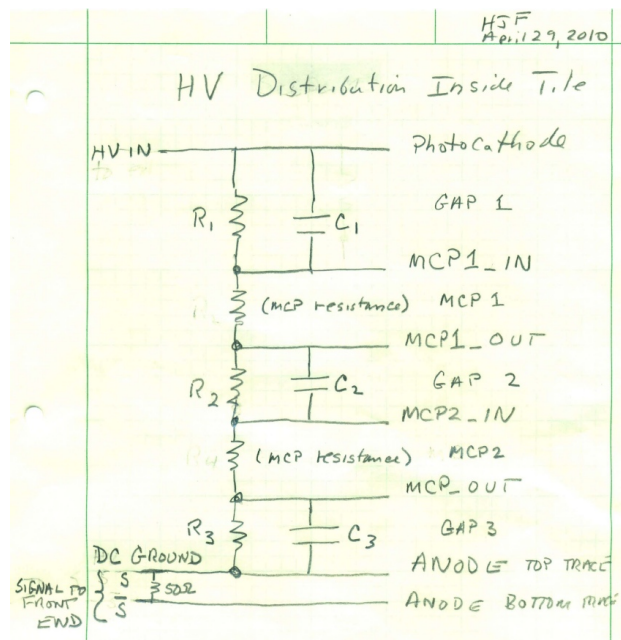 HJF
April 29, 2010
HV Distribution Inside Tile
HV IN
Photocathode
R1
C1
GAP 1
MCP1_IN
(MCP resistance)
MCP 1
MCP1_OUT
R2
C2
GAP 2
MCP2_IN
(MCP resistance)
MCP2
MCP_OUT
R3
C3
GAP 3
DC GROUND
ANODE TOP TRACE
SIGNAL TO
FRONT
END
S
50Ω
S
ANODE BOTTOM TRACE